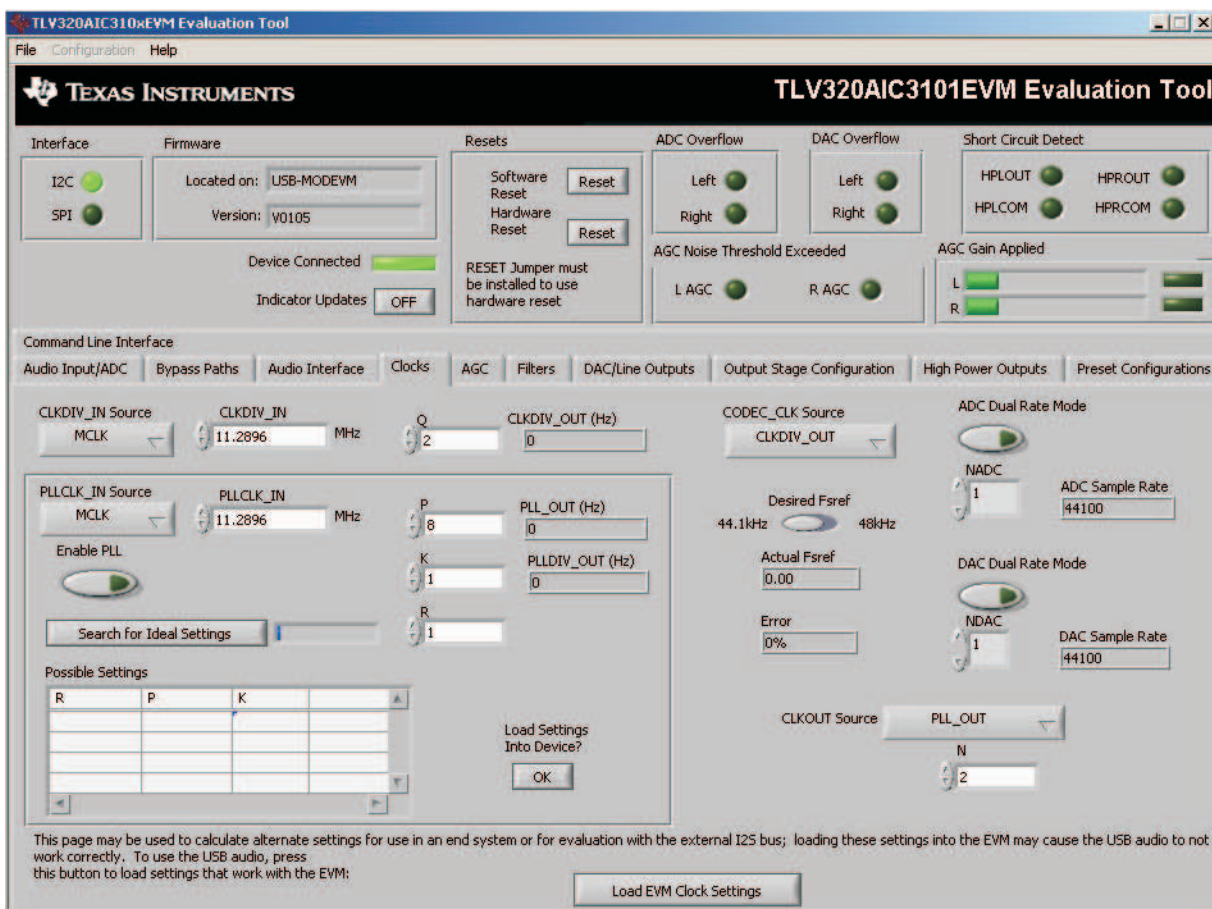 TLV320AIC310xEVM Evaluation Tool
File Configuration Help
TEXAS INSTRUMENTS
TLV320AIC3101EVM Evaluation Tool
Interface
I2C
SPI
Firmware
Located on: USB-MODEVM
Version: V0105
Device Connected
Indicator Updates OFF
Resets
Software Reset Reset
Hardware Reset Reset
RESET Jumper must
be installed to use
hardware reset
ADC Overflow
Left
Right
DAC Overflow
Left
Right
Short Circuit Detect
HPLOUT HPROUT
HPLCOM HPRCOM
AGC Noise Threshold Exceeded
L AGC R AGC
AGC Gain Applied
L
R
Command Line Interface
Audio Input/ADC Bypass Paths Audio Interface Clocks AGC Filters DAC/Line Outputs Output Stage Configuration High Power Outputs Preset Configurations
CLKDIV_IN Source
MCLK
CLKDIV_IN
11.2896 MHz
Q
2
CLKDIV_OUT (Hz)
0
PLLCLK_IN Source
MCLK
PLLCLK_IN
11.2896 MHz
P
8
PLL_OUT (Hz)
0
Enable PLL
K
1
PLLDIV_OUT (Hz)
0
R
1
Search for Ideal Settings
Possible Settings
R P K
Load Settings
Into Device?
OK
CODEC_CLK Source
CLKDIV_OUT
Desired Fsref
44.1kHz 48kHz
Actual Fsref
0.00
Error
0%
ADC Dual Rate Mode
NADC
1
ADC Sample Rate
44100
DAC Dual Rate Mode
NDAC
1
DAC Sample Rate
44100
CLKOUT Source PLL_OUT
N
2
This page may be used to calculate alternate settings for use in an end system or for evaluation with the external I2S bus; loading these settings into the EVM may cause the USB audio to not
work correctly. To use the USB audio, press
this button to load settings that work with the EVM:
Load EVM Clock Settings